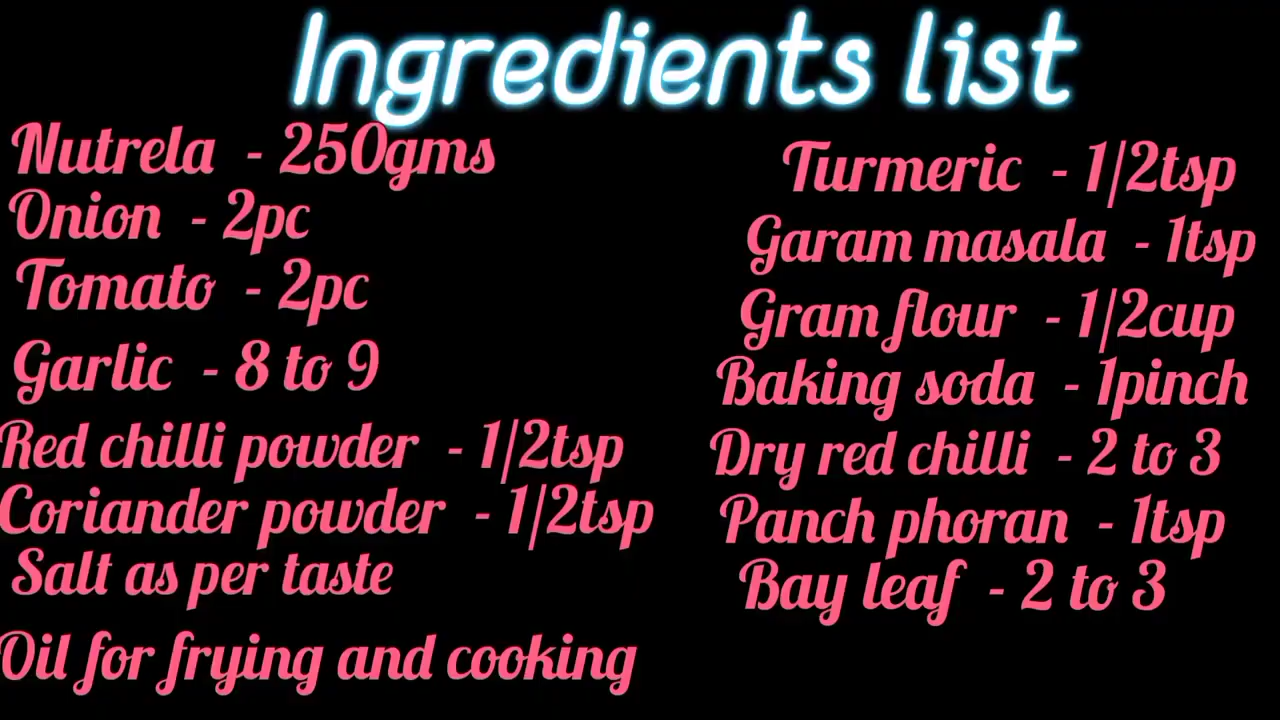 Ingredients list
Nutrela - 250gms
Onion - 2pc
Tomato - 2pc
Garlic - 8 to 9
Red chilli powder - 1/2tsp
Coriander powder - 1/2tsp
Salt as per taste
Oil for frying and cooking
Turmeric - 1/2tsp
Garam masala - 1tsp
Gram flour - 1/2cup
Baking soda - 1pinch
Dry red chilli - 2 to 3
Panch phoran - 1tsp
Bay leaf - 2 to 3